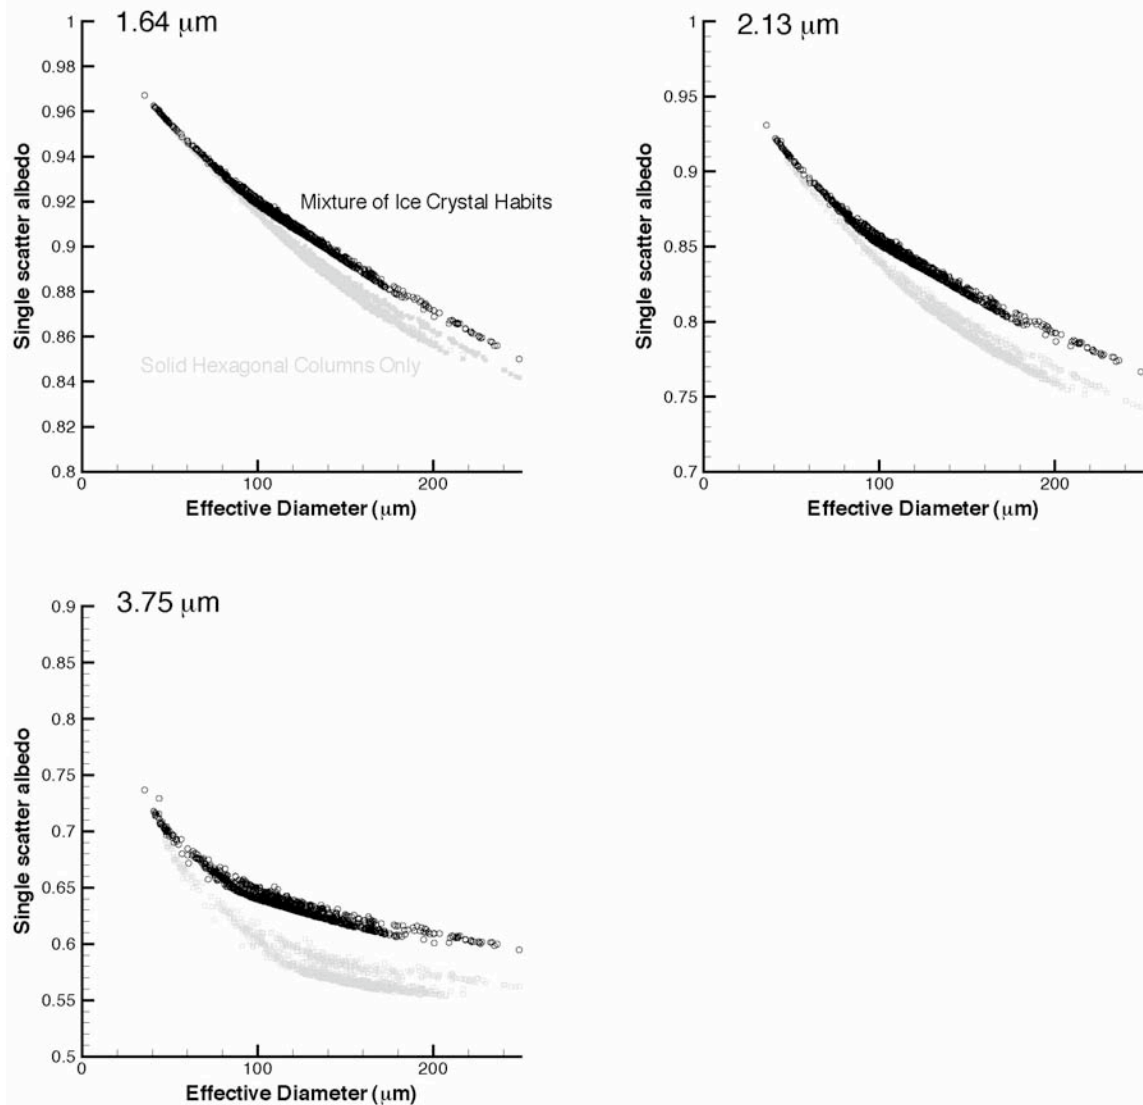 1.64 μm
1
0.98
0.96
0.94
0.92
0.9
0.88
0.86
0.84
0.82
0.8
Single scatter albedo
Mixture of Ice Crystal Habits
Solid Hexagonal Columns Only
0 100 200
Effective Diameter (μm)
2.13 μm
1
0.95
0.9
0.85
0.8
0.75
0.7
Single scatter albedo
0 100 200
Effective Diameter (μm)
3.75 μm
0.9
0.85
0.8
0.75
0.7
0.65
0.6
0.55
0.5
Single scatter albedo
0 100 200
Effective Diameter (μm)